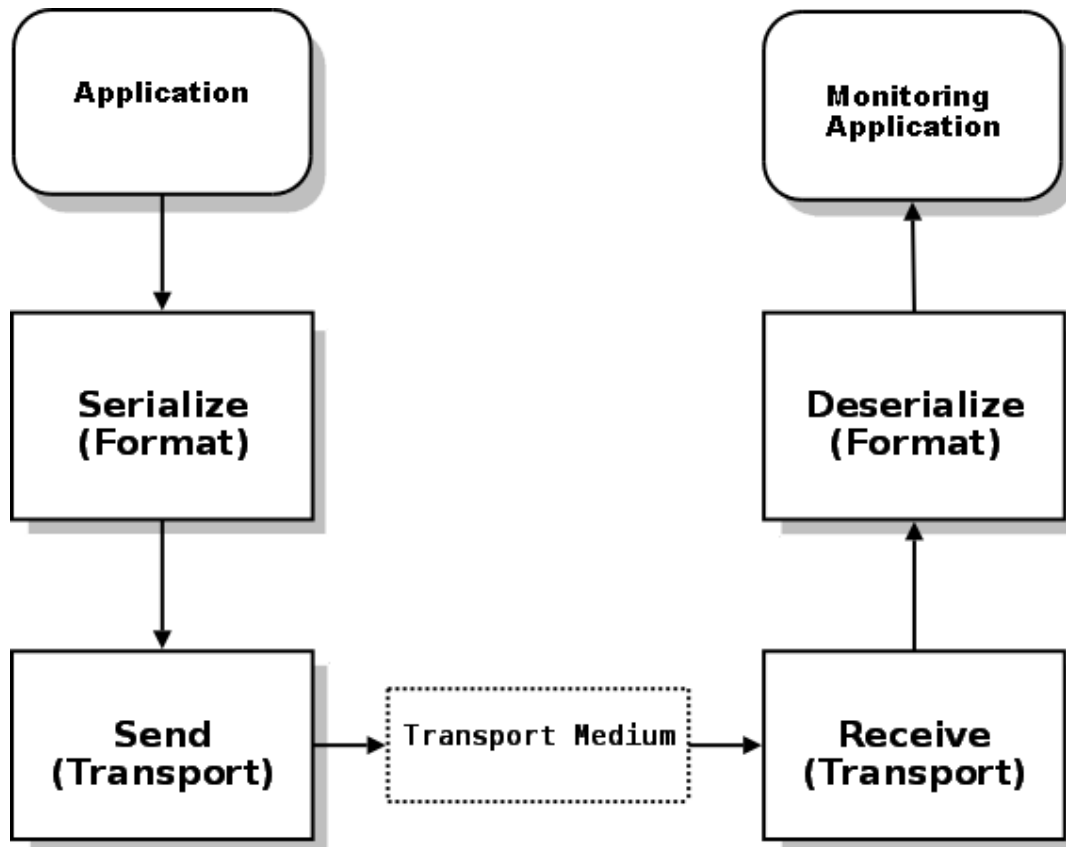 Application
Monitoring
Application
Serialize
(Format)
Deserialize
(Format)
Send
(Transport)
Transport Medium
Receive
(Transport)